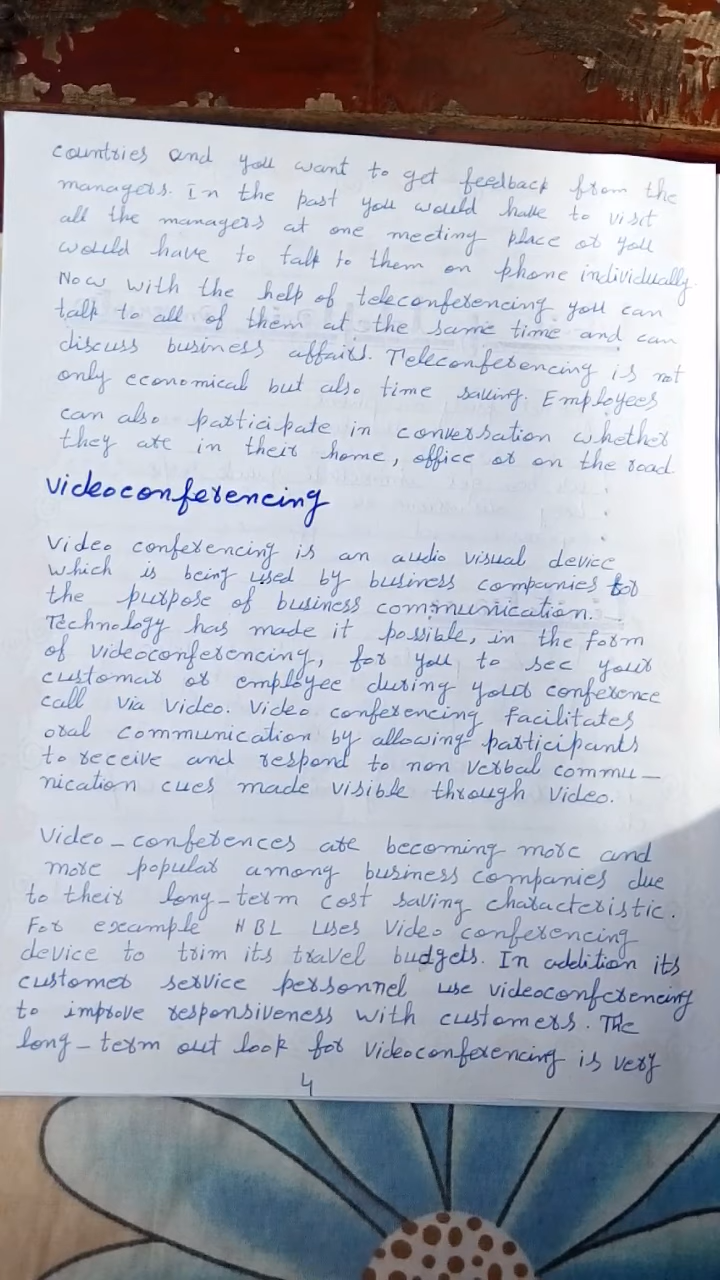 countries and you want to get feedback from the
managers. In the past you would have to visit
all the managers at one meeting place or you
would have to talk to them on phone individually.
Now with the help of teleconferencing you can
talk to all of them at the same time and can
discuss business affairs. Teleconferencing is not
only economical but also time saving. Employees
can also participate in conversation whether
they are in their home, office or on the road.
videoconferencing
Video conferencing is an audio visual device
which is being used by business companies for
the purpose of business communication.
Technology has made it possible, in the form
of videoconferencing, for you to see your
customar or employee during your conference
call via video. Video conferencing facilitates
oral communication by allowing participants
to receive and respond to non verbal commu-
nication cues made visible through video.
Video-conferences are becoming more and
more popular among business companies due
to their long-term cost saving characteristic.
For example HBL uses Video conferencing
device to trim its travel budgets. In addition its
customer service personnel use videoconferencing
to improve responsiveness with customers. The
long-term out look for videoconferencing is very
4